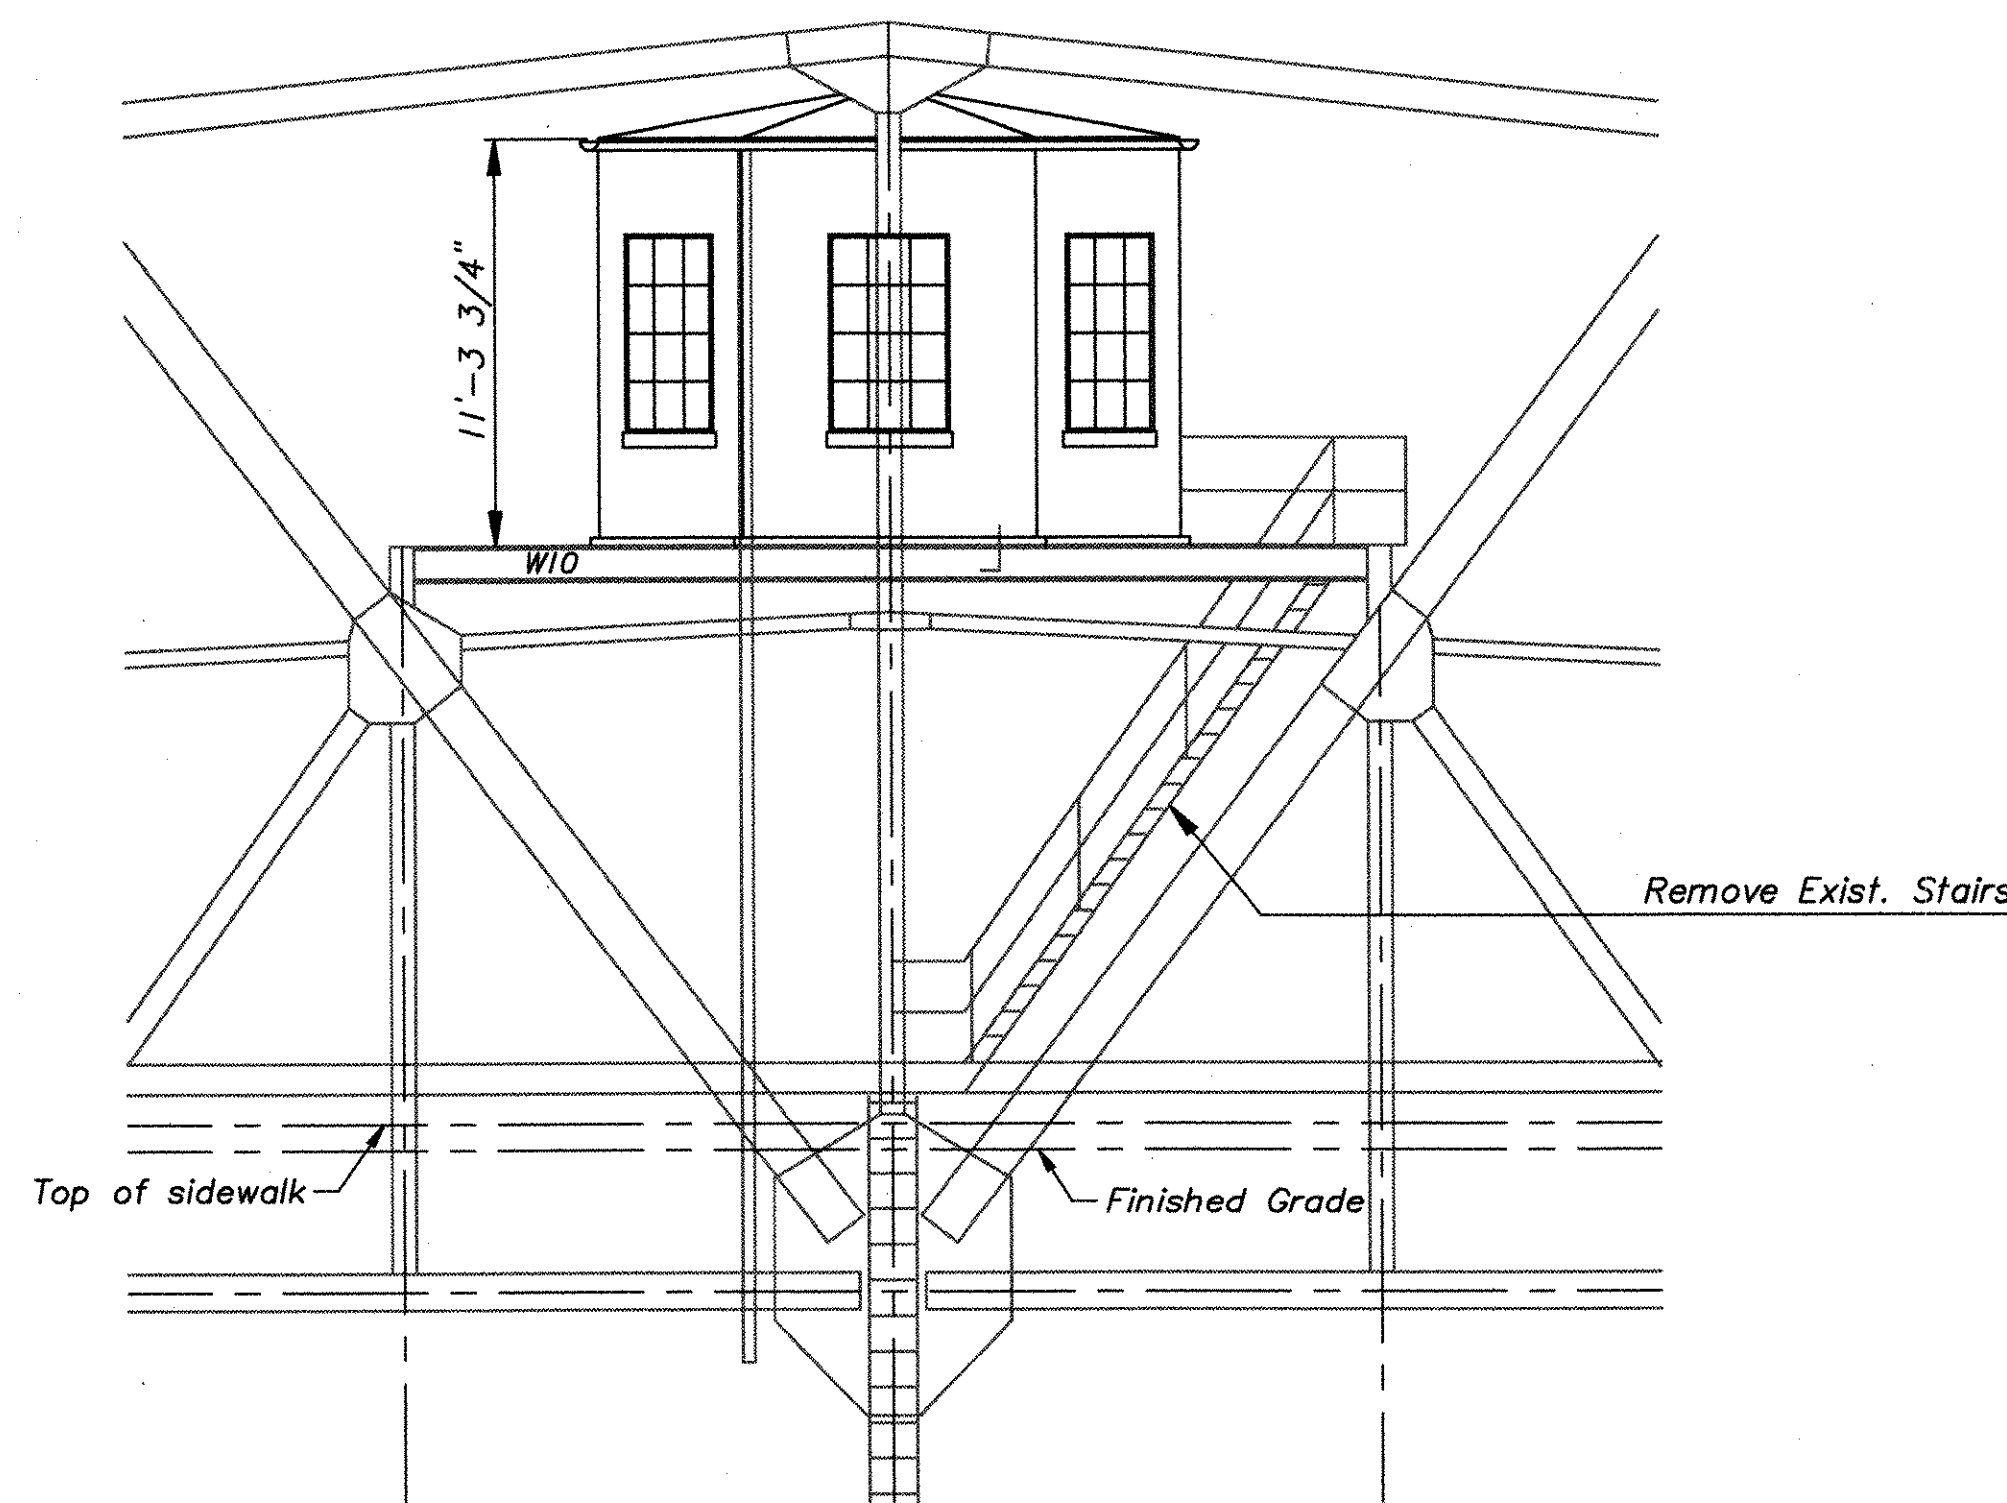 11'-3 3/4"
W10
Remove Exist. Stairs
Top of sidewalk
Finished Grade